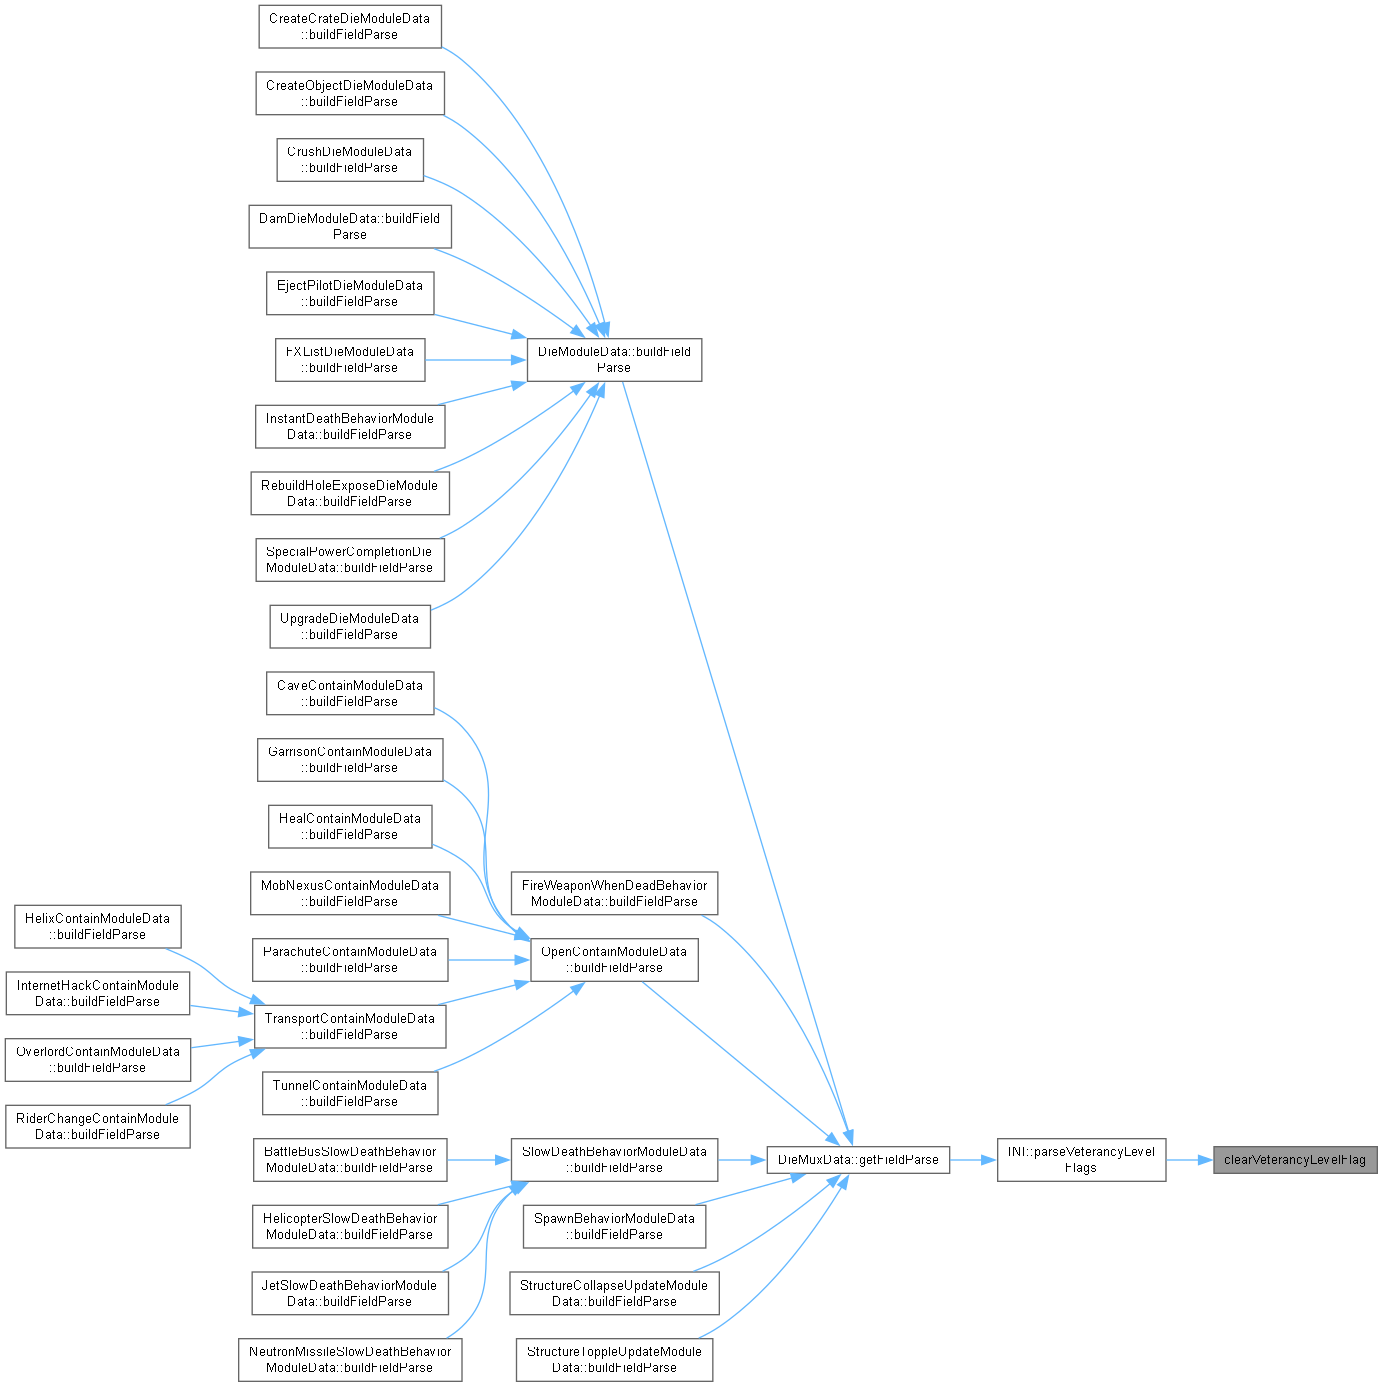 CreateCrateDieModuleData
::buildFieldParse
CreateObjectDieModuleData
::buildFieldParse
CrushDieModuleData
::buildFieldParse
DamDieModuleData::buildField
Parse
EjectPilotDieModuleData
::buildFieldParse
FXListDieModuleData
::buildFieldParse
InstantDeathBehaviorModule
Data::buildFieldParse
RebuildHoleExposeDieModule
Data::buildFieldParse
SpecialPowerCompletionDie
ModuleData::buildFieldParse
UpgradeDieModuleData
::buildFieldParse
DieModuleData::buildField
Parse
CaveContainModuleData
::buildFieldParse
GarrisonContainModuleData
::buildFieldParse
HealContainModuleData
::buildFieldParse
MobNexusContainModuleData
::buildFieldParse
ParachuteContainModuleData
::buildFieldParse
HelixContainModuleData
::buildFieldParse
InternetHackContainModule
Data::buildFieldParse
OverlordContainModuleData
::buildFieldParse
RiderChangeContainModule
Data::buildFieldParse
TransportContainModuleData
::buildFieldParse
TunnelContainModuleData
::buildFieldParse
FireWeaponWhenDeadBehavior
ModuleData::buildFieldParse
OpenContainModuleData
::buildFieldParse
BattleBusSlowDeathBehavior
ModuleData::buildFieldParse
HelicopterSlowDeathBehavior
ModuleData::buildFieldParse
JetSlowDeathBehaviorModule
Data::buildFieldParse
NeutronMissileSlowDeathBehavior
ModuleData::buildFieldParse
SlowDeathBehaviorModuleData
::buildFieldParse
SpawnBehaviorModuleData
::buildFieldParse
StructureCollapseUpdateModule
Data::buildFieldParse
StructureToppleUpdateModule
Data::buildFieldParse
DieMuxData::getFieldParse
INI::parseVeterancyLevel
Flags
clearVeterancyLevelFlag